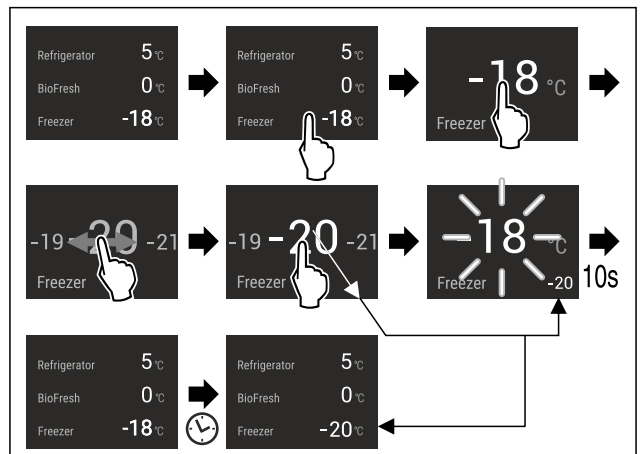 Refrigerator 5 °C
BioFresh 0 °C
Freezer -18 °C
Refrigerator 5 °C
BioFresh 0 °C
Freezer -18 °C
-18 °C
Freezer
-19 -20 -21
Freezer
-19 -20 -21
Freezer
-18 °C
Freezer -20
10s
Refrigerator 5 °C
BioFresh 0 °C
Freezer -18 °C
Refrigerator 5 °C
BioFresh 0 °C
Freezer -20 °C